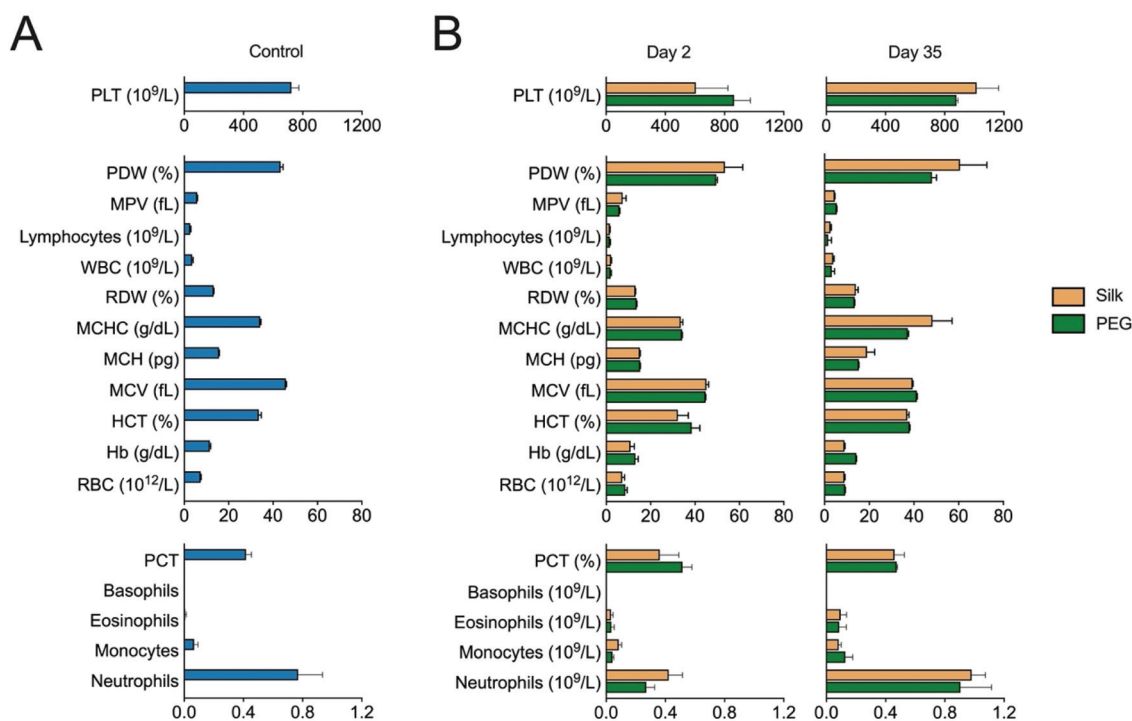 A
B
Control
Day 2
Day 35
PLT (10⁹/L)
0 400 800 1200
PDW (%)
MPV (fL)
Lymphocytes (10⁹/L)
WBC (10⁹/L)
RDW (%)
MCHC (g/dL)
MCH (pg)
MCV (fL)
HCT (%)
Hb (g/dL)
RBC (10¹²/L)
0 20 40 60 80
PCT
Basophils
Eosinophils
Monocytes
Neutrophils
0.0 0.4 0.8 1.2
PLT (10⁹/L)
0 400 800 1200
0 400 800 1200
PDW (%)
MPV (fL)
Lymphocytes (10⁹/L)
WBC (10⁹/L)
RDW (%)
MCHC (g/dL)
MCH (pg)
MCV (fL)
HCT (%)
Hb (g/dL)
RBC (10¹²/L)
0 20 40 60 80
0 20 40 60 80
PCT (%)
Basophils (10⁹/L)
Eosinophils (10⁹/L)
Monocytes (10⁹/L)
Neutrophils (10⁹/L)
0.0 0.4 0.8 1.2
0.0 0.4 0.8 1.2
Silk
PEG